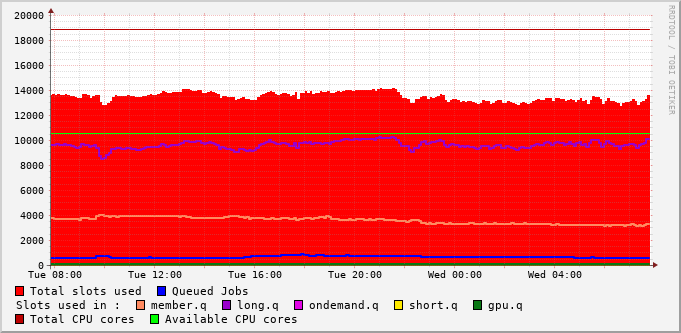 RRDTOOL / TOBI OETIKER
20000
18000
16000
14000
12000
10000
8000
6000
4000
2000
0
Tue 08:00 Tue 12:00 Tue 16:00 Tue 20:00 Wed 00:00 Wed 04:00
Total slots used Queued Jobs
Slots used in : member.q long.q ondemand.q short.q gpu.q
Total CPU cores Available CPU cores